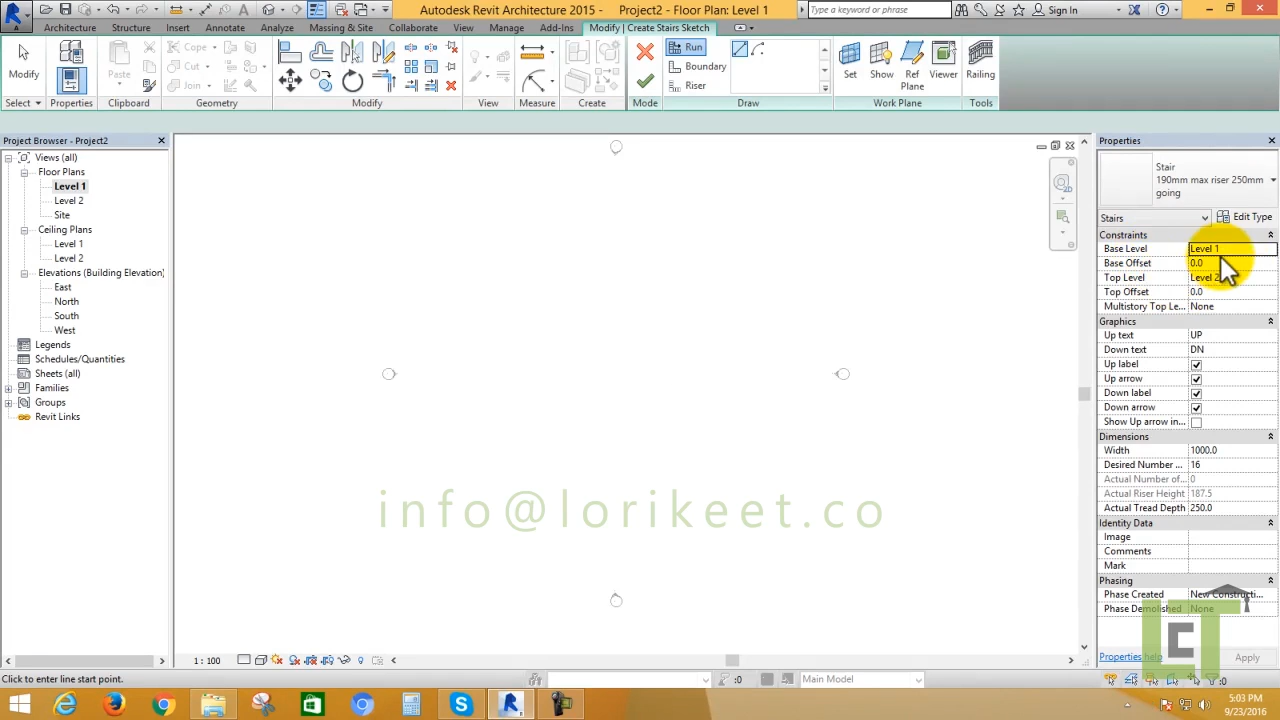 Autodesk Revit Architecture 2015 - Project2 - Floor Plan: Level 1
Type a keyword or phrase
Sign In
Architecture Structure Insert Annotate Analyze Massing & Site Collaborate View Manage Add-Ins Modify | Create Stairs Sketch
Modify
Properties
Paste
Cope
Cut
Join
Run
Boundary
Riser
Set
Show
Ref Plane
Viewer
Railing
Select Properties Clipboard Geometry Modify View Measure Create Mode Draw Work Plane Tools
Project Browser - Project2
Views (all)
Floor Plans
Level 1
Level 2
Site
Ceiling Plans
Level 1
Level 2
Elevations (Building Elevation)
East
North
South
West
Legends
Schedules/Quantities
Sheets (all)
Families
Groups
Revit Links
2D
info@lorikeet.co
1 : 100
Properties
Stair
190mm max riser 250mm
going
Stairs
Edit Type
Constraints
Base Level Level 1
Base Offset 0.0
Top Level Level 2
Top Offset 0.0
Multistory Top Le... None
Graphics
Up text UP
Down text DN
Up label
Up arrow
Down label
Down arrow
Show Up arrow in...
Dimensions
Width 1000.0
Desired Number ... 16
Actual Number of... 0
Actual Riser Height 187.5
Actual Tread Depth 250.0
Identity Data
Image
Comments
Mark
Phasing
Phase Created New Constructi...
Phase Demolished None
Properties help
Apply
Click to enter line start point.
:0
Main Model
:0
5:03 PM
9/23/2016